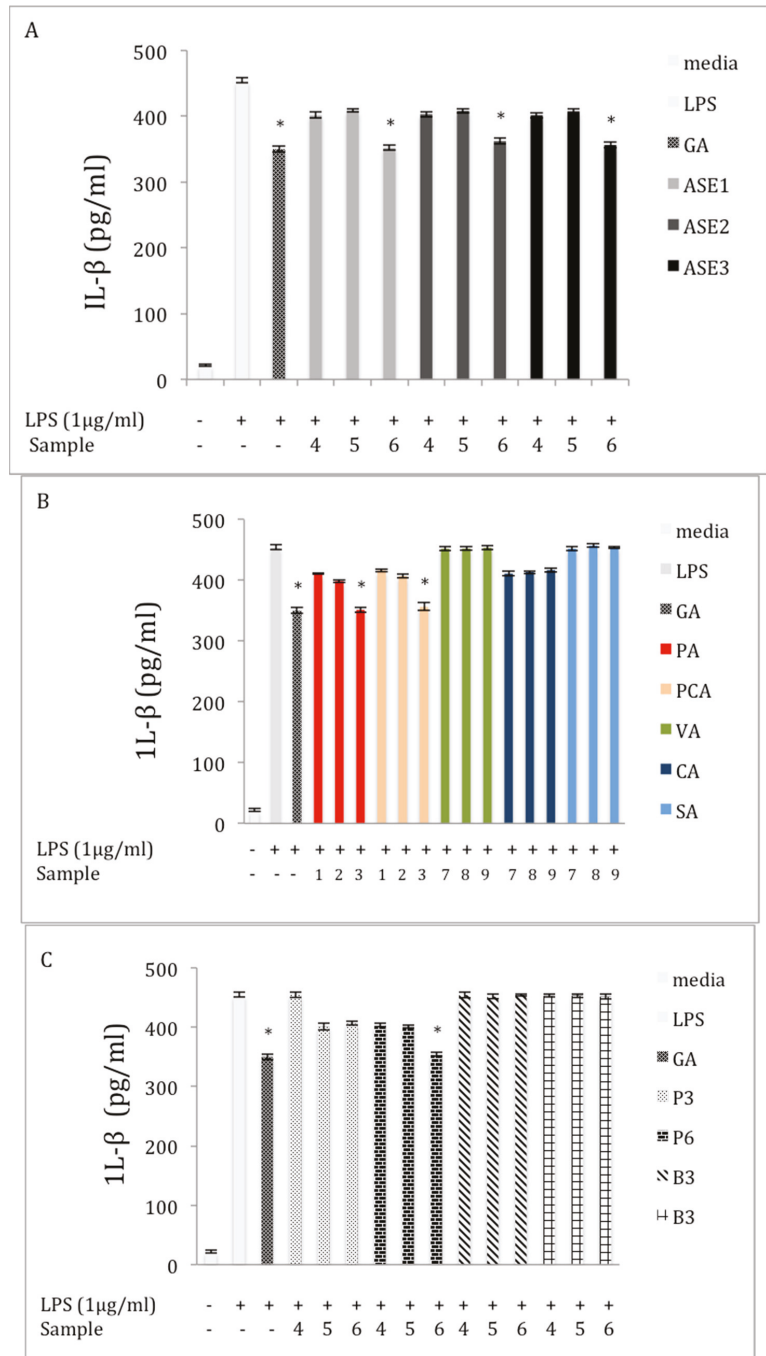 A
500
400
300
200
100
0
IL-β (pg/ml)
media
LPS
GA
ASE1
ASE2
ASE3
* * * *
LPS (1μg/ml) - + + + + + + + + + + +
Sample - - - 4 5 6 4 5 6 4 5 6
B
500
400
300
200
100
0
1L-β (pg/ml)
media
LPS
GA
PA
PCA
VA
CA
SA
* * *
LPS (1μg/ml) - + + + + + + + + + + + + + + + + +
Sample - - - 1 2 3 1 2 3 7 8 9 7 8 9 7 8 9
C
500
400
300
200
100
0
1L-β (pg/ml)
media
LPS
GA
P3
P6
B3
B3
* *
LPS (1μg/ml) - + + + + + + + + + + + + + +
Sample - - - 4 5 6 4 5 6 4 5 6 4 5 6